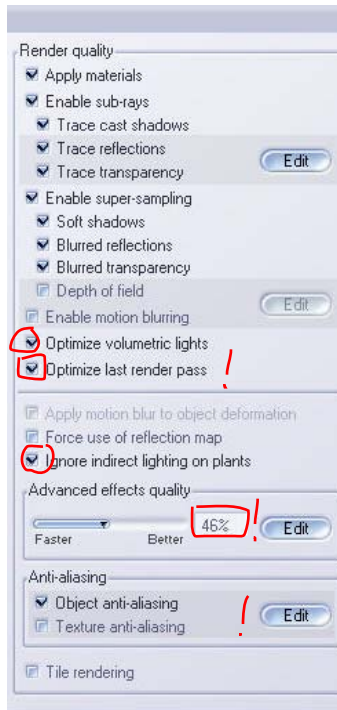 Render quality
Apply materials
Enable sub-rays
Trace cast shadows
Trace reflections
Edit
Trace transparency
Enable super-sampling
Soft shadows
Blurred reflections
Blurred transparency
Depth of field
Edit
Enable motion blurring
Optimize volumetric lights
Optimize last render pass !
Apply motion blur to object deformation
Force use of reflection map
Ignore indirect lighting on plants
Advanced effects quality
46% ! Edit
Faster Better
Anti-aliasing
Object anti-aliasing
! Edit
Texture anti-aliasing
Tile rendering